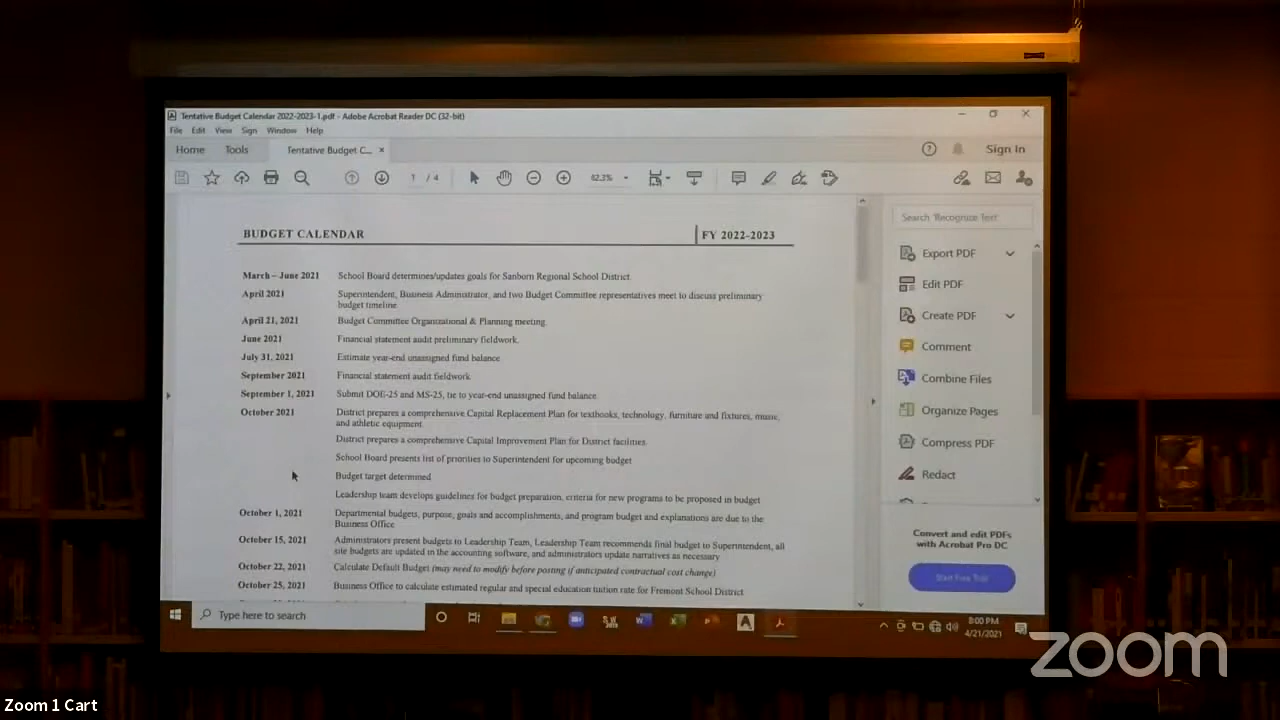 Tentative Budget Calendar 2022-2023-1.pdf - Adobe Acrobat Reader DC (32-bit)
File Edit View Sign Window Help
Home Tools Tentative Budget C... × Sign In
1 / 4 62.3%
BUDGET CALENDAR FY 2022-2023
March – June 2021 School Board determines/updates goals for Sanborn Regional School District.
April 2021 Superintendent, Business Administrator, and two Budget Committee representatives meet to discuss preliminary
budget timeline.
April 21, 2021 Budget Committee Organizational & Planning meeting.
June 2021 Financial statement audit preliminary fieldwork.
July 31, 2021 Estimate year-end unassigned fund balance
September 2021 Financial statement audit fieldwork.
September 1, 2021 Submit DOE-25 and MS-25, tie to year-end unassigned fund balance.
October 2021 District prepares a comprehensive Capital Replacement Plan for textbooks, technology, furniture and fixtures, music,
and athletic equipment.
District prepares a comprehensive Capital Improvement Plan for District facilities.
School Board presents list of priorities to Superintendent for upcoming budget
Budget target determined
Leadership team develops guidelines for budget preparation, criteria for new programs to be proposed in budget
October 1, 2021 Departmental budgets, purpose, goals and accomplishments, and program budget and explanations are due to the
Business Office
October 15, 2021 Administrators present budgets to Leadership Team, Leadership Team recommends final budget to Superintendent, all
site budgets are updated in the accounting software, and administrators update narratives as necessary
October 22, 2021 Calculate Default Budget (may need to modify before posting if anticipated contractual cost change)
October 25, 2021 Business Office to calculate estimated regular and special education tuition rate for Fremont School District
Search 'Recognize Text'
Export PDF
Edit PDF
Create PDF
Comment
Combine Files
Organize Pages
Compress PDF
Redact
Convert and edit PDFs
with Acrobat Pro DC
Start Free Trial
Type here to search
8:00 PM
4/21/2021
zoom
Zoom 1 Cart